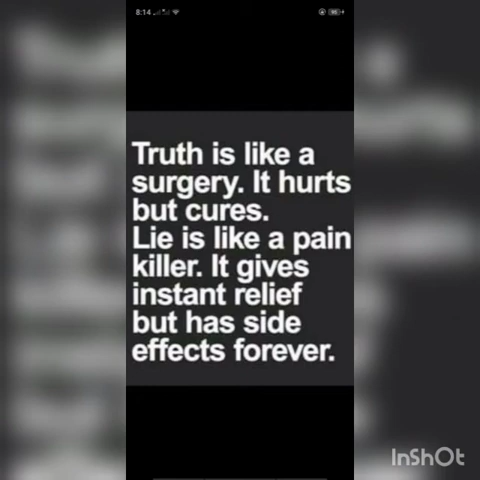 8:14
Truth is like a
surgery. It hurts
but cures.
Lie is like a pain
killer. It gives
instant relief
but has side
effects forever.
InShOt